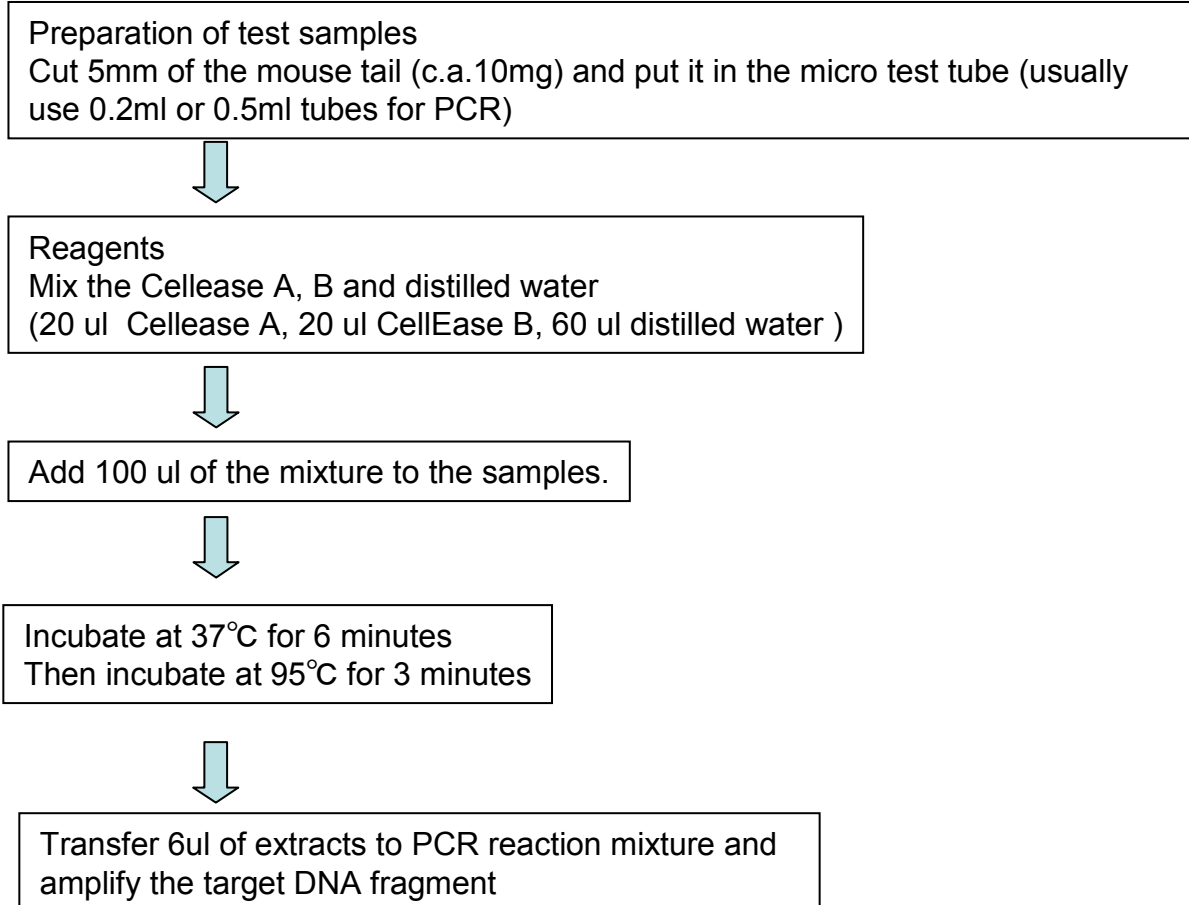 Preparation of test samples
Cut 5mm of the mouse tail (c.a.10mg) and put it in the micro test tube (usually
use 0.2ml or 0.5ml tubes for PCR)
Reagents
Mix the Cellease A, B and distilled water
(20 ul  Cellease A, 20 ul CellEase B, 60 ul distilled water )
Add 100 ul of the mixture to the samples.
Incubate at 37℃ for 6 minutes
Then incubate at 95℃ for 3 minutes
Transfer 6ul of extracts to PCR reaction mixture and
amplify the target DNA fragment